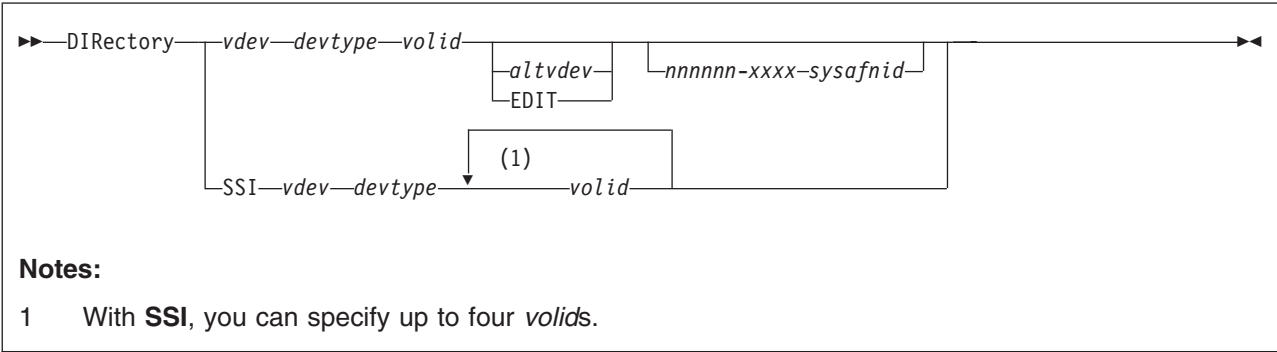 DIRectory vdev devtype volid
altvdev nnnnnn-xxxx sysafnid
EDIT
(1)
SSI vdev devtype volid
Notes:
1 With SSI, you can specify up to four volids.